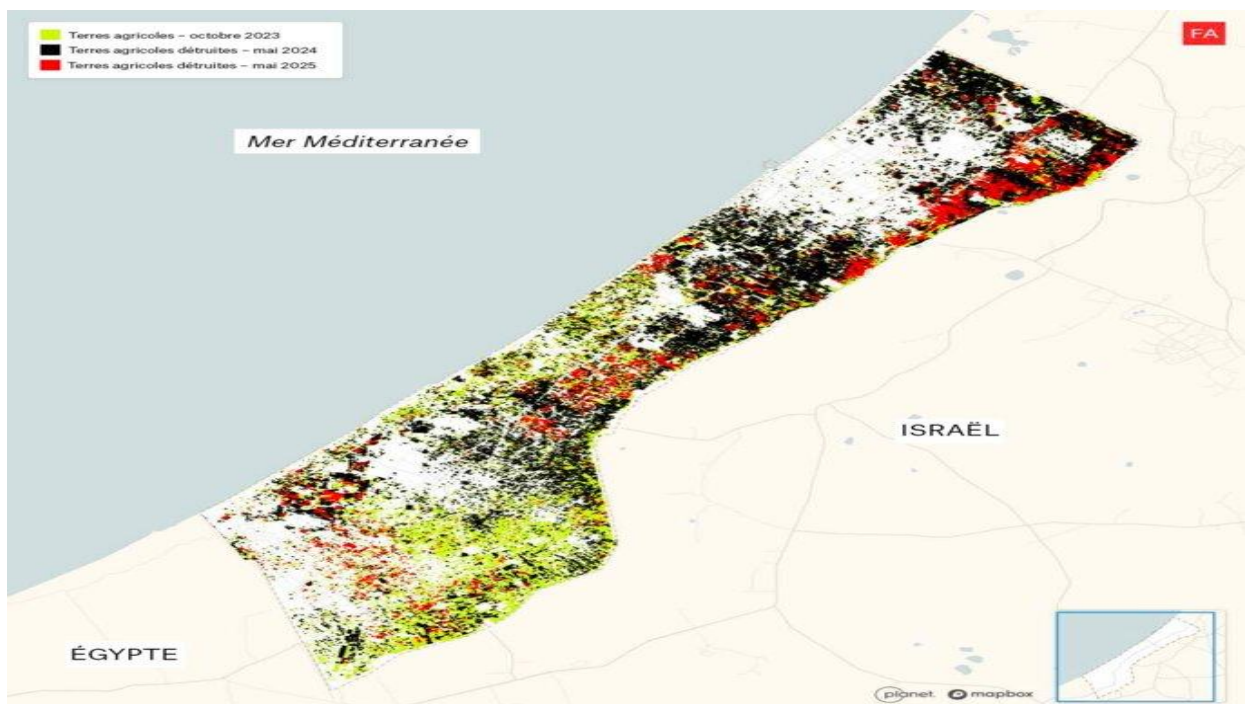 Terres agricoles – octobre 2023
Terres agricoles détruites – mai 2024
Terres agricoles détruites – mai 2025
FA
Mer Méditerranée
ISRAËL
ÉGYPTE
planet. mapbox